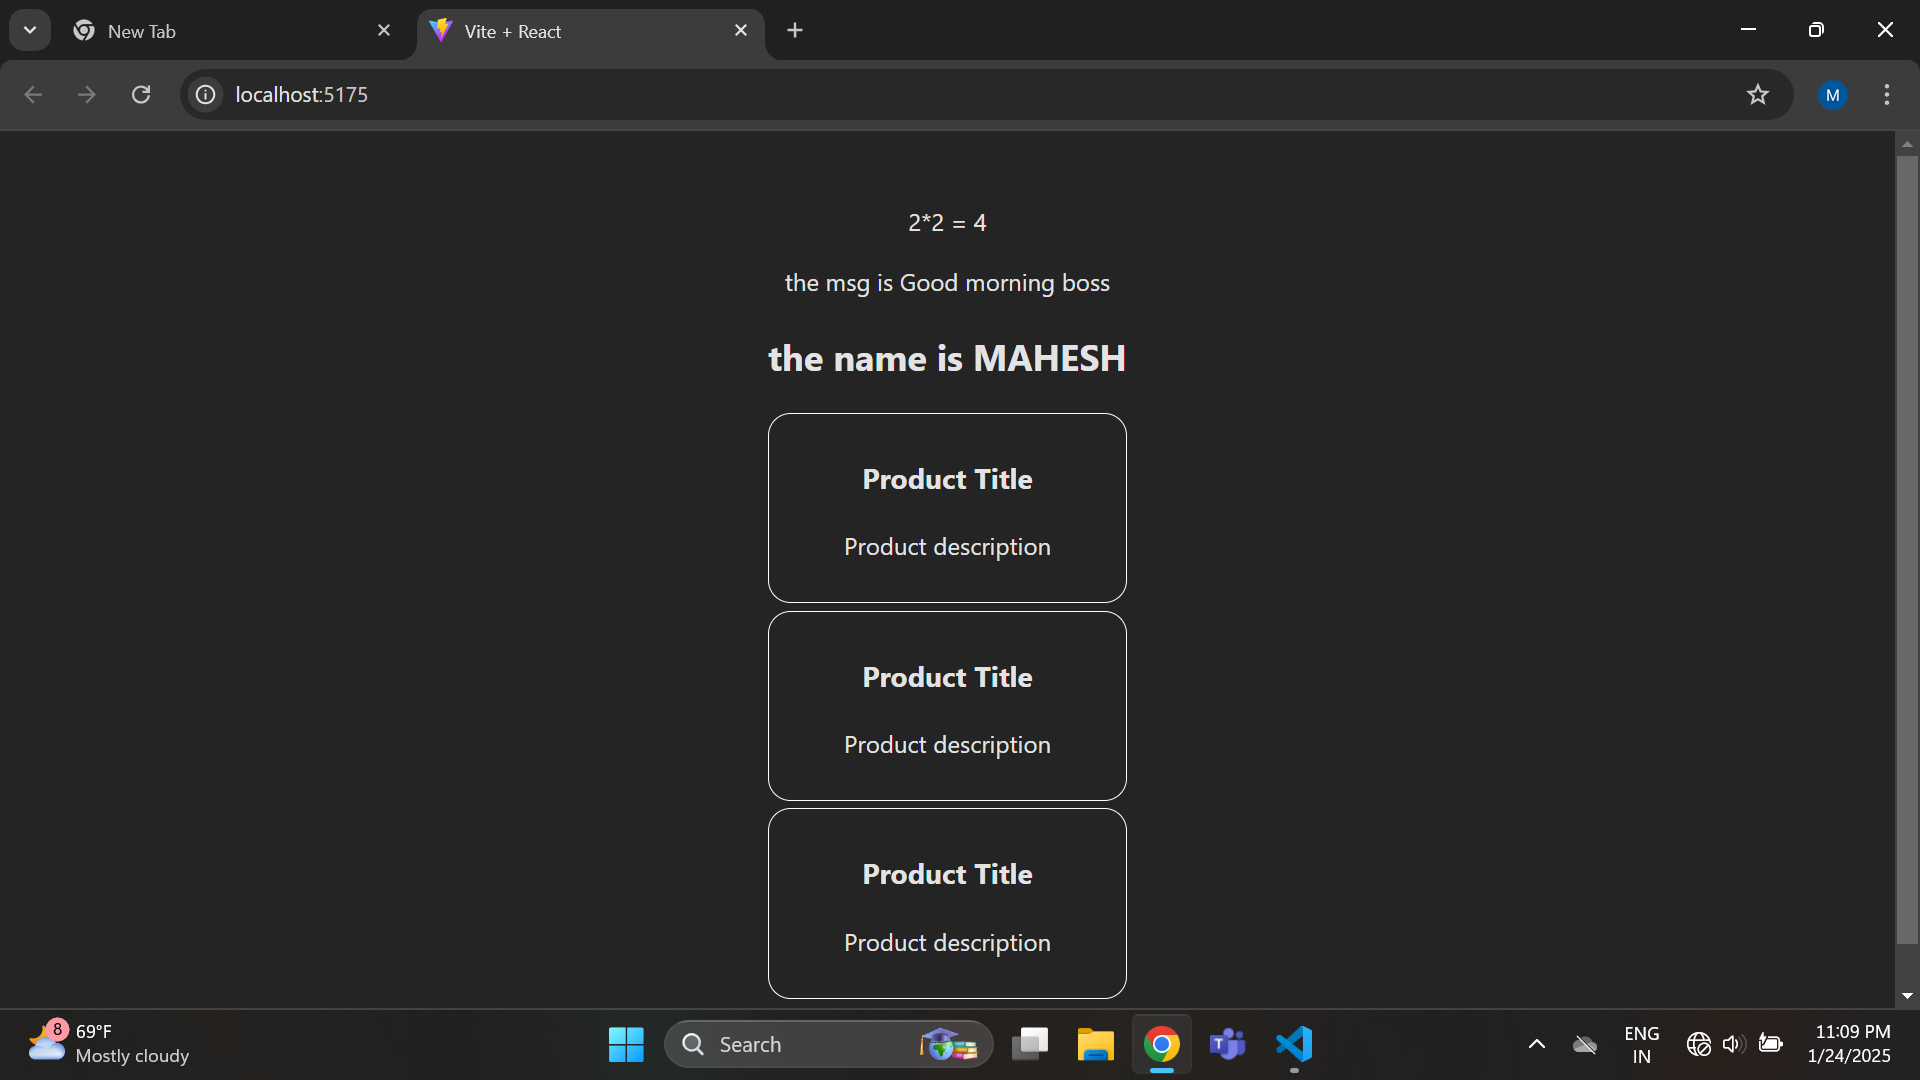 New Tab
Vite + React
localhost:5175
M
2*2 = 4
the msg is Good morning boss
the name is MAHESH
Product Title
Product description
Product Title
Product description
Product Title
Product description
8
69°F
Mostly cloudy
Search
T
ENG
IN
11:09 PM
1/24/2025